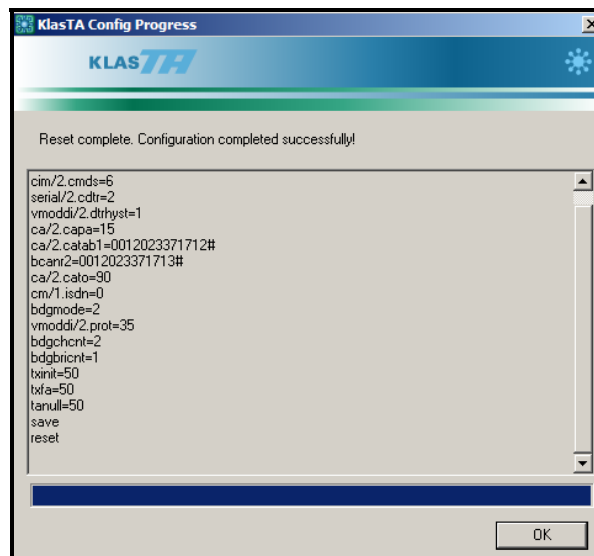 KlasTA Config Progress
KLASTA
Reset complete. Configuration completed successfully!
cim/2.cmds=6
serial/2.cdtr=2
vmoddi/2.dtrhyst=1
ca/2.capa=15
ca/2.catab1=0012023371712#
bcanr2=0012023371713#
ca/2.cato=90
cm/1.isdn=0
bdgmode=2
vmoddi/2.prot=35
bdgchcnt=2
bdgbricnt=1
txinit=50
txfa=50
tanull=50
save
reset
OK